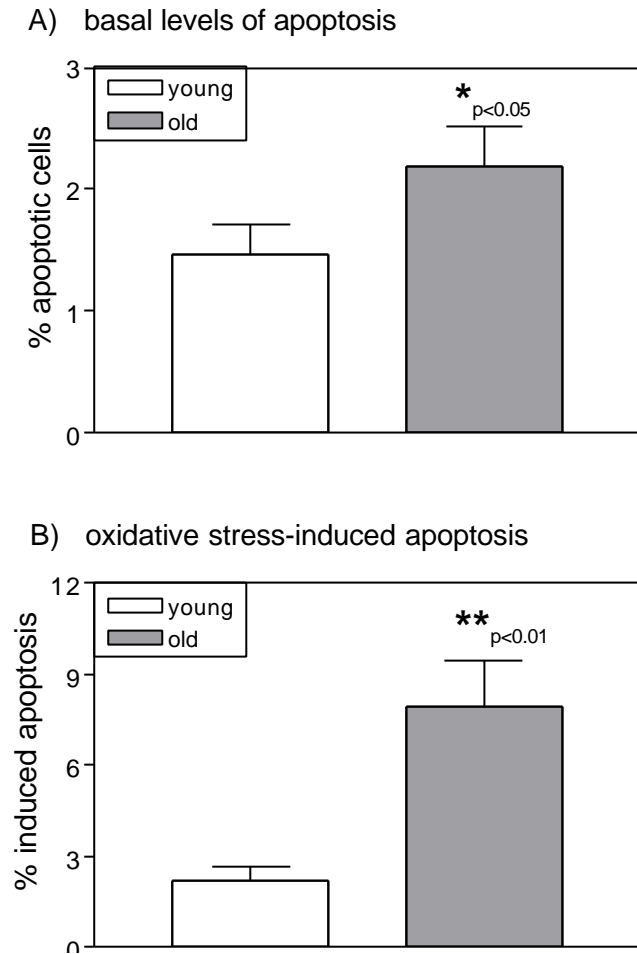 A) basal levels of apoptosis
3
young
old
*
p<0.05
2
1
0
% apoptotic cells
B) oxidative stress-induced apoptosis
12
young
old
**
p<0.01
9
6
3
0
% induced apoptosis